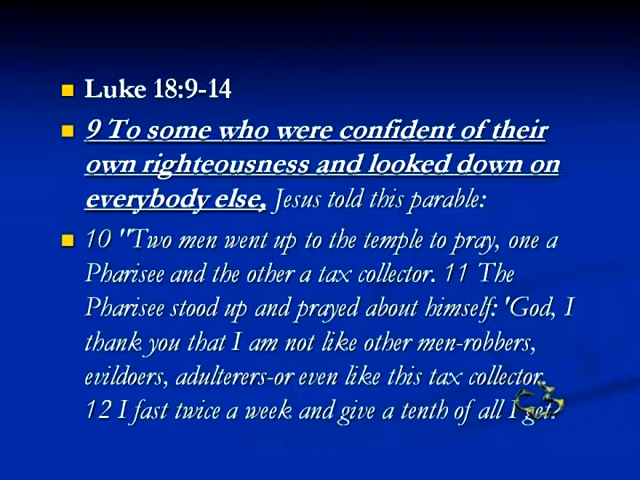 Luke 18:9-14
9 To some who were confident of their
own righteousness and looked down on
everybody else, Jesus told this parable:
10 "Two men went up to the temple to pray, one a
Pharisee and the other a tax collector. 11 The
Pharisee stood up and prayed about himself: 'God, I
thank you that I am not like other men-robbers,
evildoers, adulterers-or even like this tax collector.
12 I fast twice a week and give a tenth of all I get.'
C3